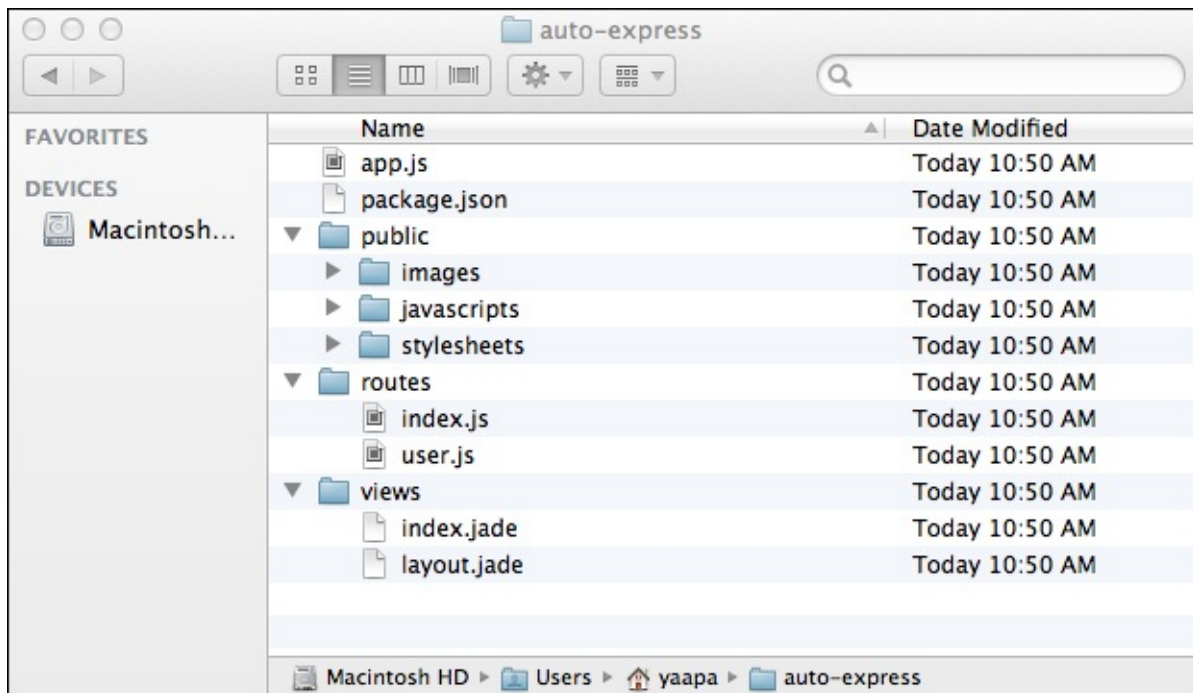 auto-express
FAVORITES
DEVICES
Macintosh...
Name Date Modified
app.js Today 10:50 AM
package.json Today 10:50 AM
public Today 10:50 AM
images Today 10:50 AM
javascripts Today 10:50 AM
stylesheets Today 10:50 AM
routes Today 10:50 AM
index.js Today 10:50 AM
user.js Today 10:50 AM
views Today 10:50 AM
index.jade Today 10:50 AM
layout.jade Today 10:50 AM
Macintosh HD ▸ Users ▸ yaapa ▸ auto-express